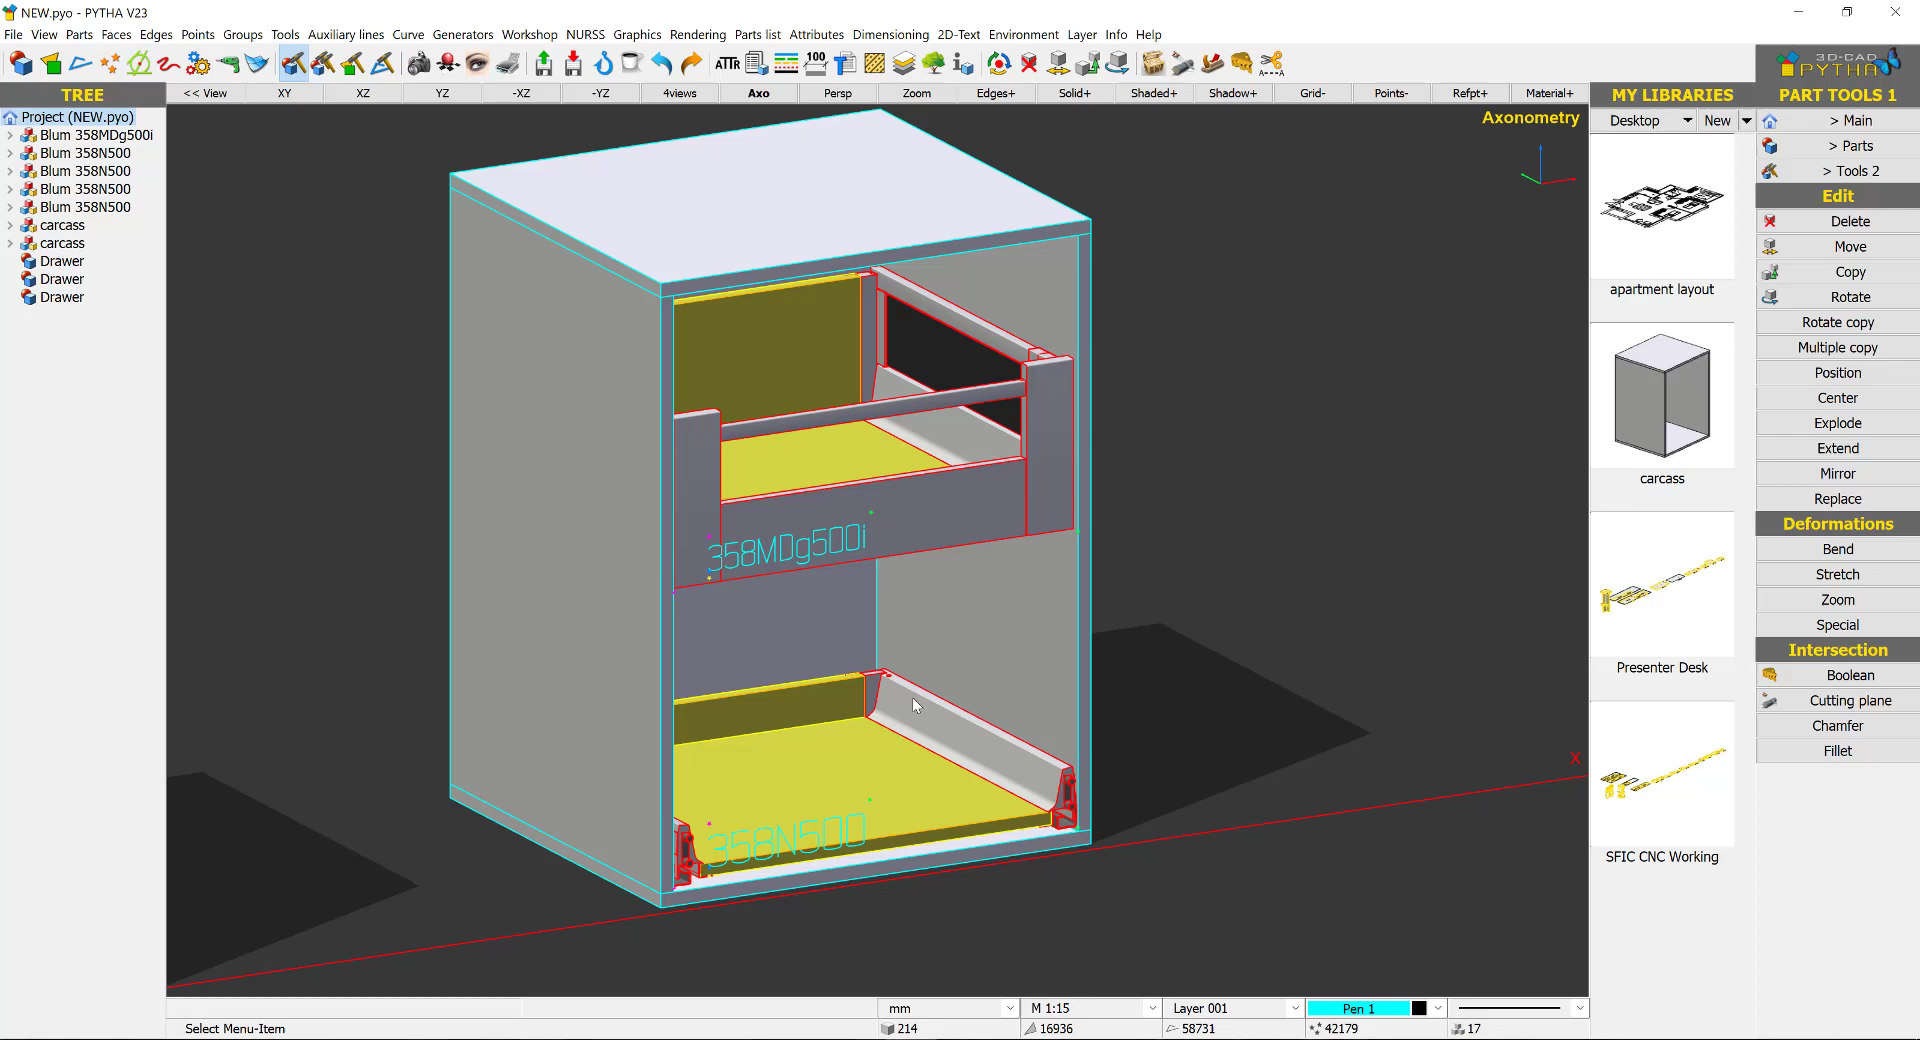 NEW.pyo - PYTHA V23
File View Parts Faces Edges Points Groups Tools Auxiliary lines Curve Generators Workshop NURSS Graphics Rendering Parts list Attributes Dimensioning 2D-Text Environment Layer Info Help
ATTR 100 3D-CAD PYTHA
TREE << View XY XZ YZ -XZ -YZ 4views Axo Persp Zoom Edges+ Solid+ Shaded+ Shadow+ Grid- Points- Refpt+ Material+ MY LIBRARIES PART TOOLS 1
Project (NEW.pyo)
Blum 358MDg500i
Blum 358N500
Blum 358N500
Blum 358N500
Blum 358N500
carcass
carcass
Drawer
Drawer
Drawer
Axonometry
358MDg500i
358N500
X
Desktop New
apartment layout
carcass
Presenter Desk
SFIC CNC Working
> Main
> Parts
> Tools 2
Edit
Delete
Move
Copy
Rotate
Rotate copy
Multiple copy
Position
Center
Explode
Extend
Mirror
Replace
Deformations
Bend
Stretch
Zoom
Special
Intersection
Boolean
Cutting plane
Chamfer
Fillet
mm M 1:15 Layer 001 Pen 1
Select Menu-Item 214 16936 58731 42179 17